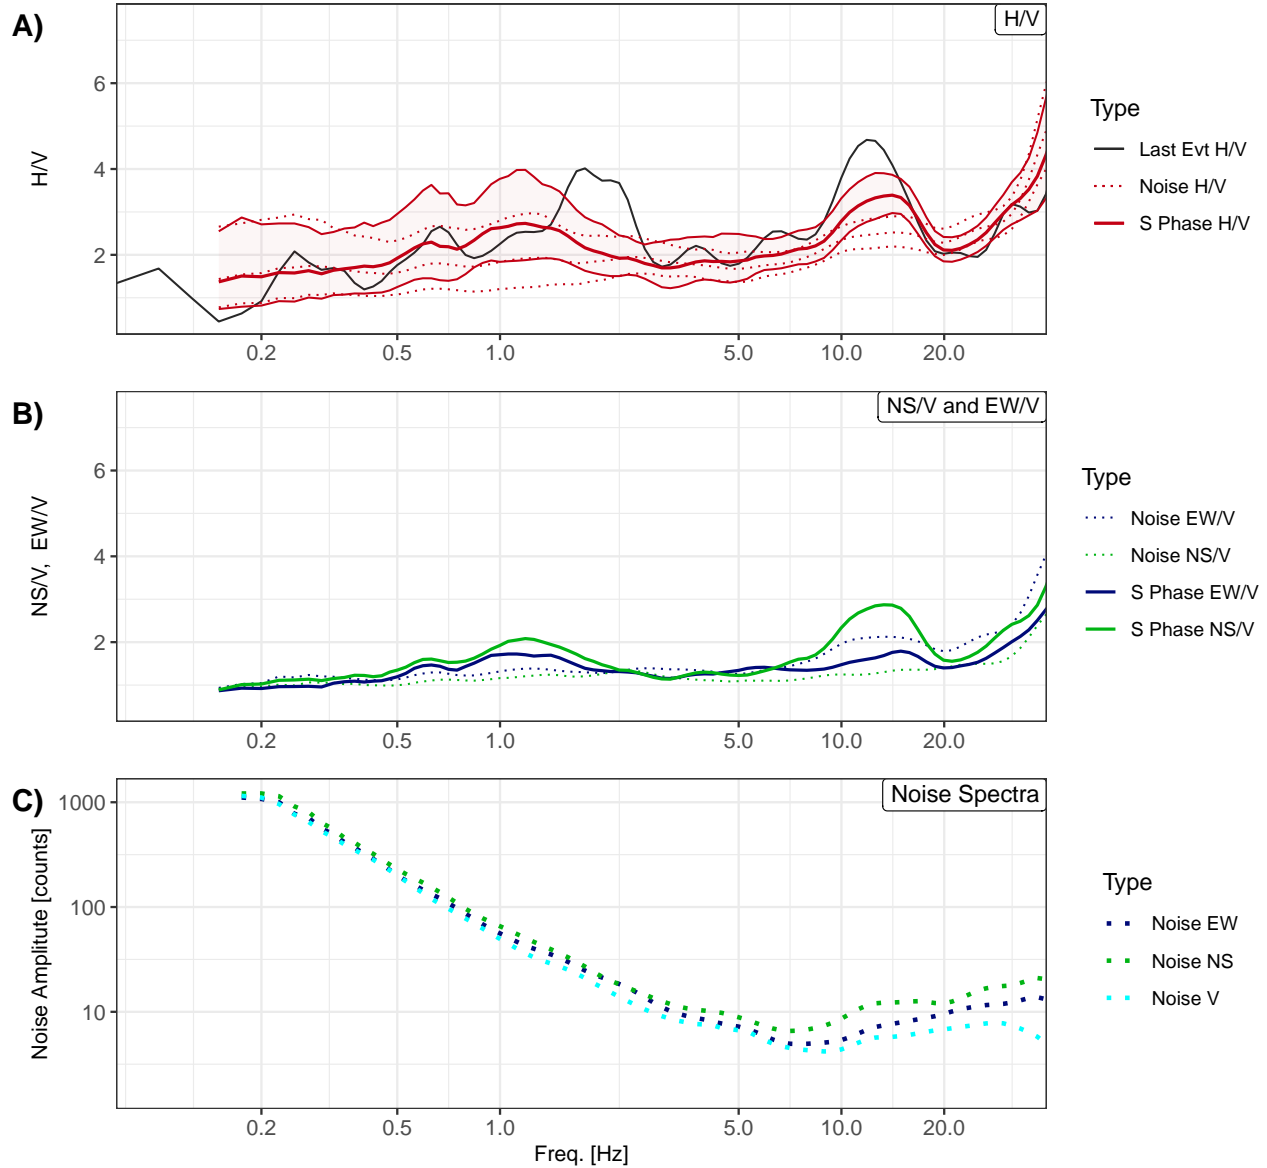 A)
H/V
H/V
6
4
2
0.2 0.5 1.0 5.0 10.0 20.0
Type
Last Evt H/V
Noise H/V
S Phase H/V
B)
NS/V and EW/V
NS/V,  EW/V
6
4
2
0.2 0.5 1.0 5.0 10.0 20.0
Type
Noise EW/V
Noise NS/V
S Phase EW/V
S Phase NS/V
C)
Noise Spectra
Noise Amplitute [counts]
1000
100
10
0.2 0.5 1.0 5.0 10.0 20.0
Freq. [Hz]
Type
Noise EW
Noise NS
Noise V